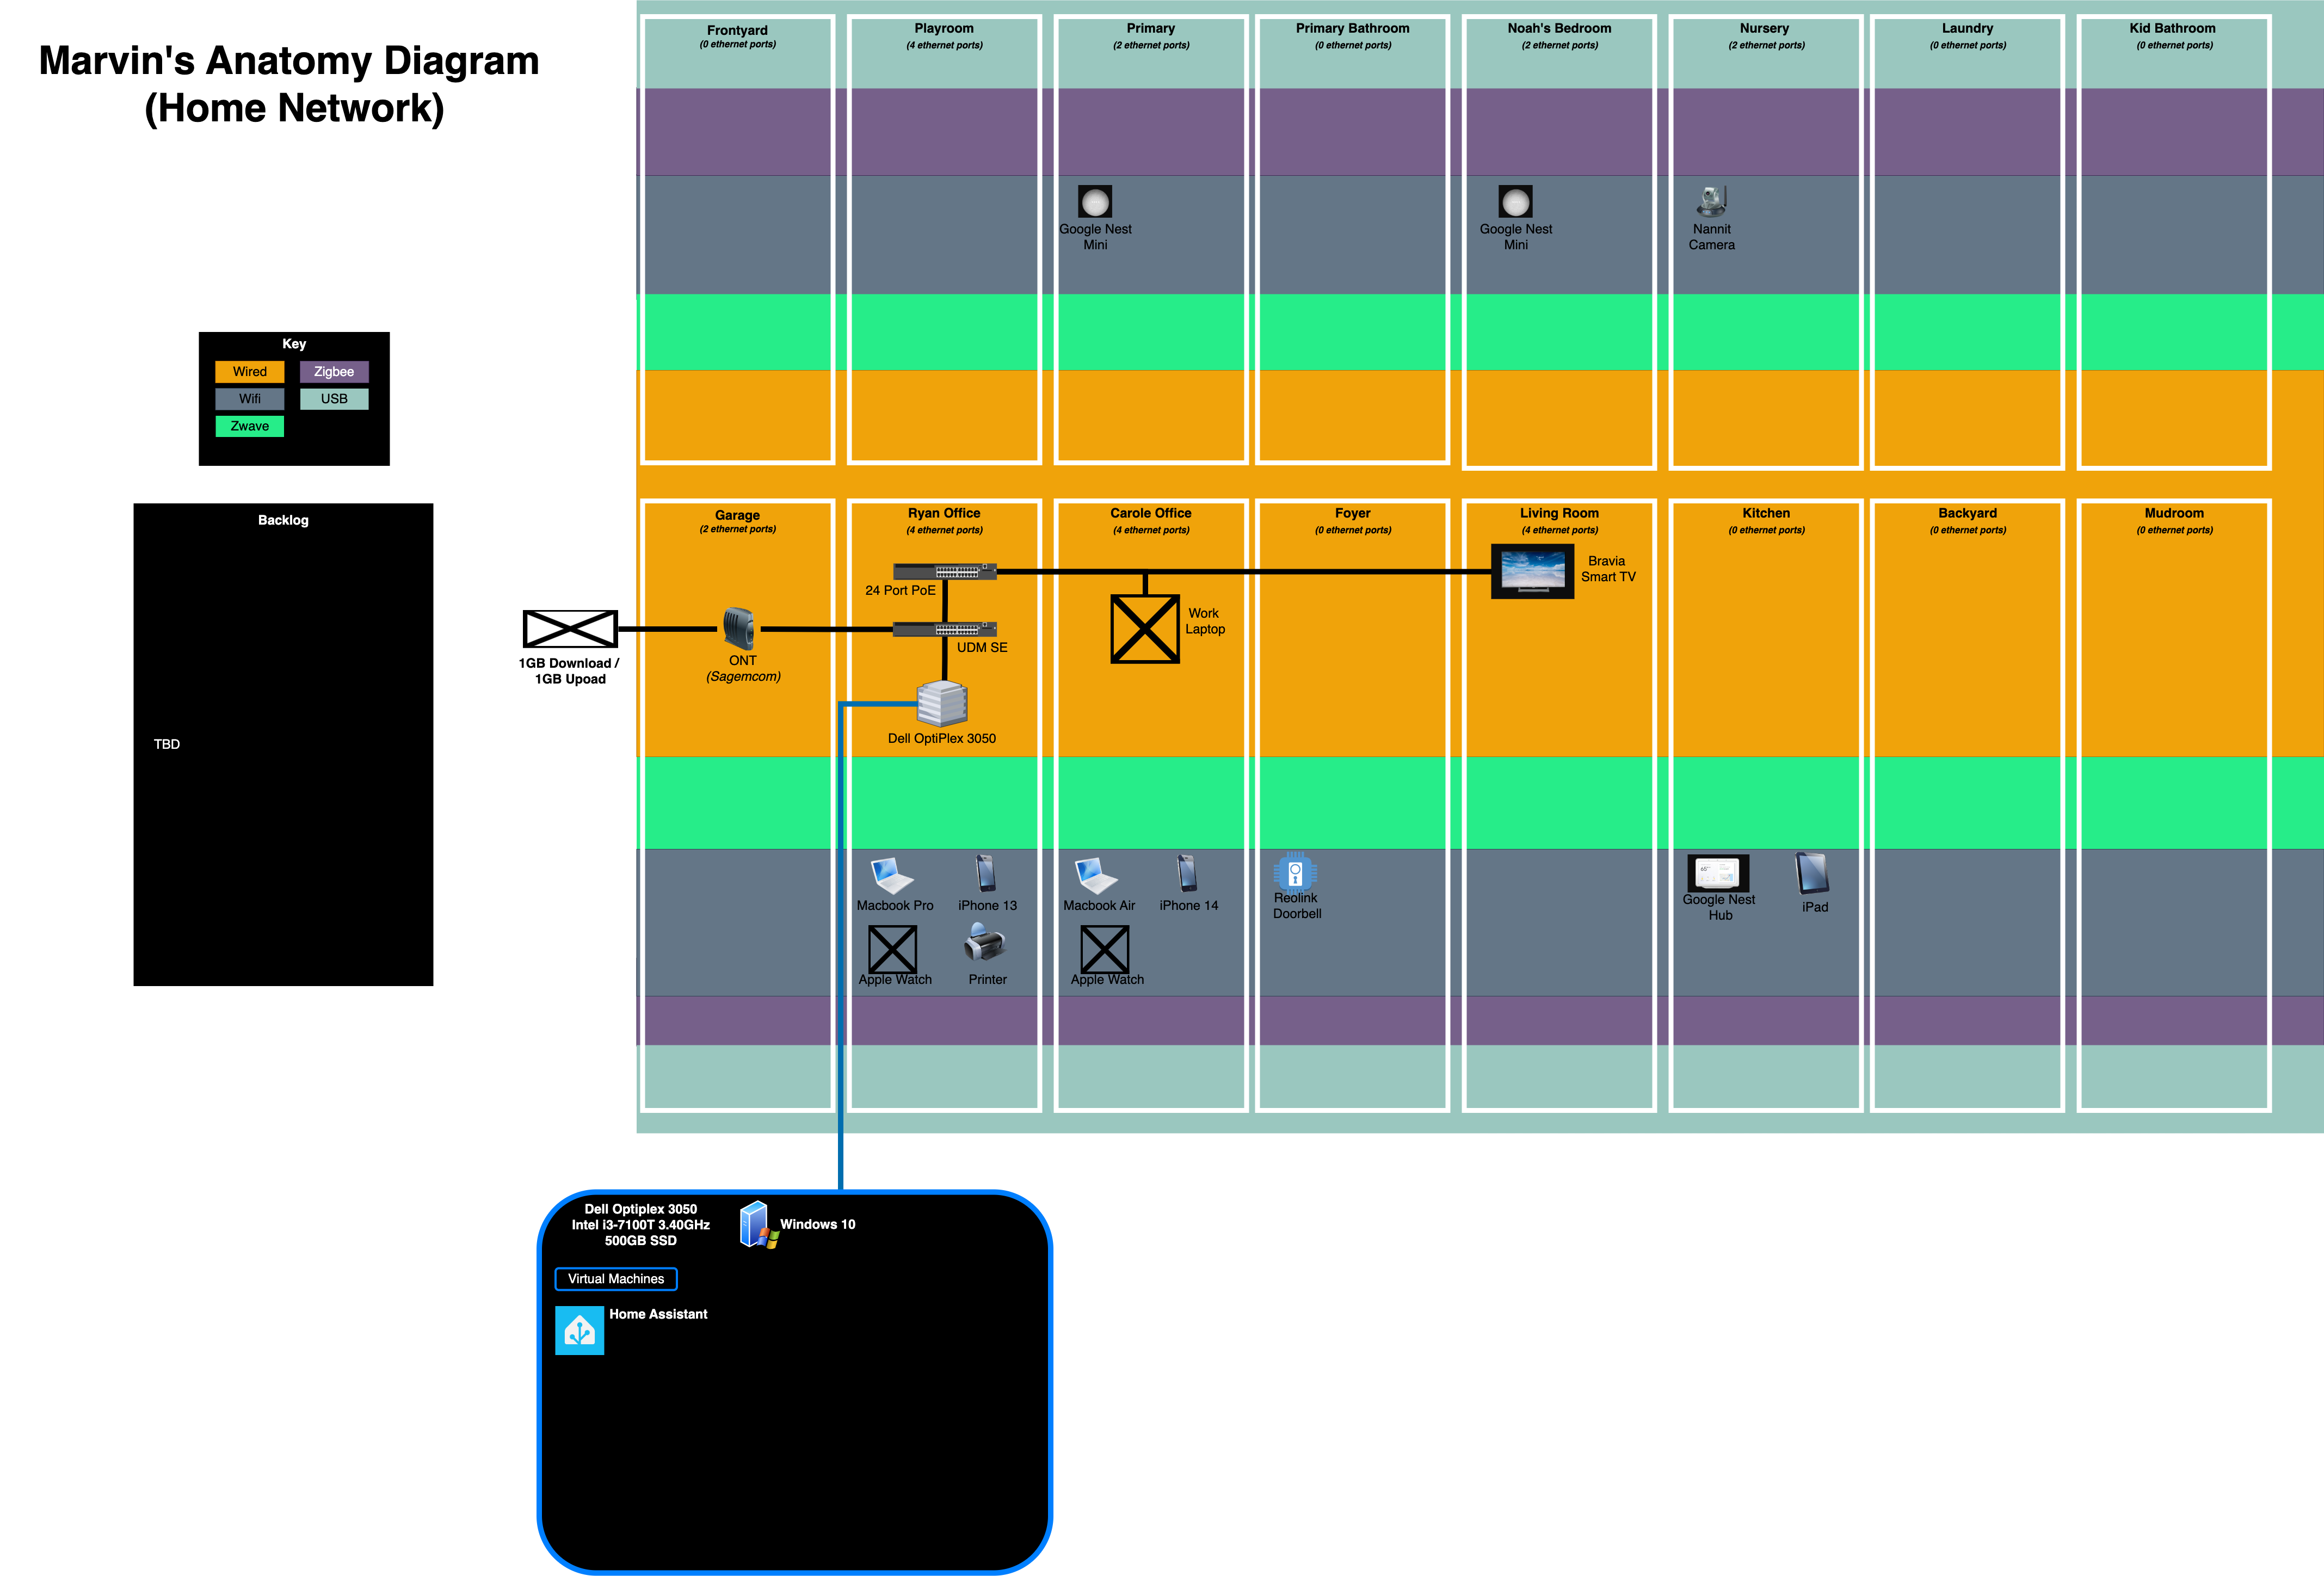 Marvin's Anatomy Diagram
(Home Network)
Frontyard
(0 ethernet ports)
Playroom
(4 ethernet ports)
Primary
(2 ethernet ports)
Primary Bathroom
(0 ethernet ports)
Noah's Bedroom
(2 ethernet ports)
Nursery
(2 ethernet ports)
Laundry
(0 ethernet ports)
Kid Bathroom
(0 ethernet ports)
Google Nest
Mini
Google Nest
Mini
Nannit
Camera
Key
Wired
Zigbee
Wifi
USB
Zwave
Backlog
TBD
Garage
(2 ethernet ports)
Ryan Office
(4 ethernet ports)
Carole Office
(4 ethernet ports)
Foyer
(0 ethernet ports)
Living Room
(4 ethernet ports)
Kitchen
(0 ethernet ports)
Backyard
(0 ethernet ports)
Mudroom
(0 ethernet ports)
24 Port PoE
Bravia
Smart TV
Work
Laptop
UDM SE
1GB Download /
1GB Upoad
ONT
(Sagemcom)
Dell OptiPlex 3050
Macbook Pro
iPhone 13
Macbook Air
iPhone 14
Reolink
Doorbell
Google Nest
Hub
iPad
Apple Watch
Printer
Apple Watch
Dell Optiplex 3050
Intel i3-7100T 3.40GHz
500GB SSD
Windows 10
Virtual Machines
Home Assistant